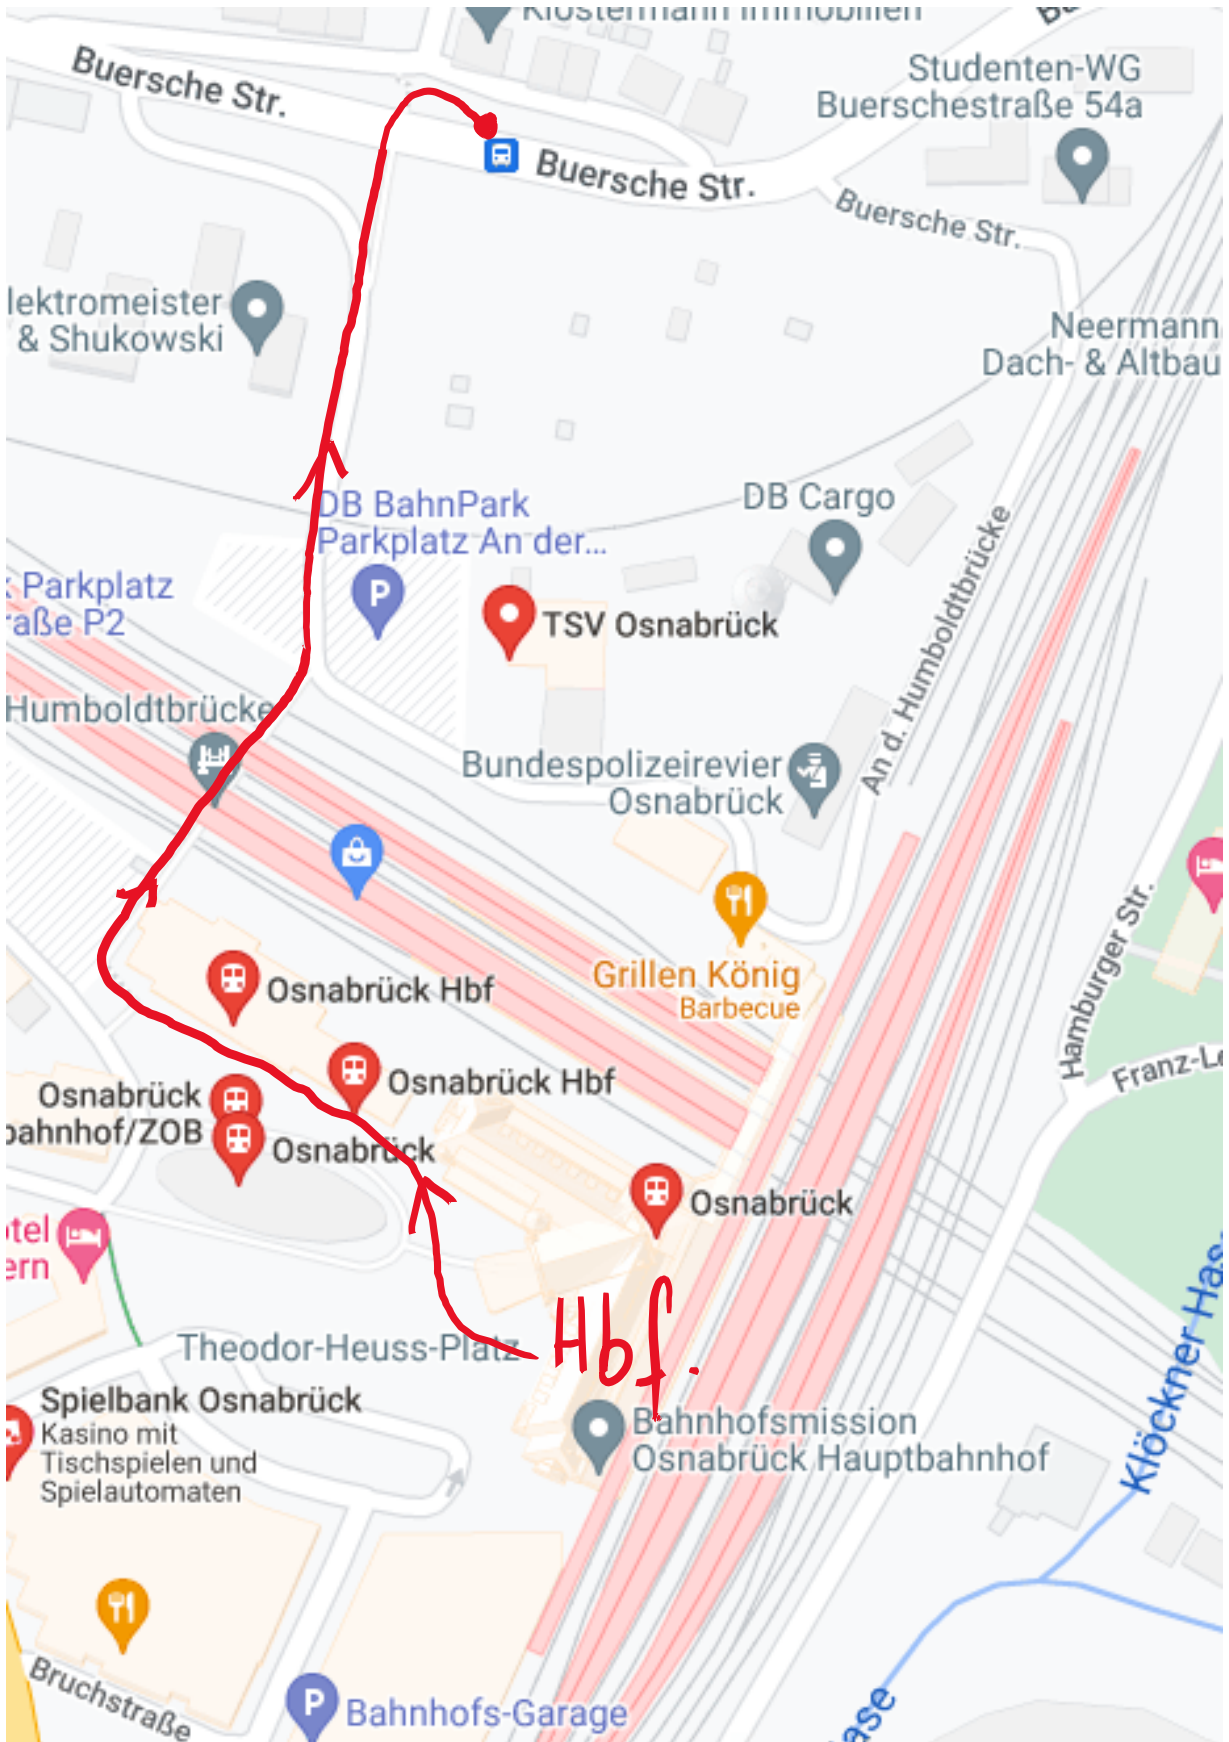 Klostermann Immobilien
Buersche Str.
Studenten-WG
Buerschestraße 54a
Buersche Str.
Buersche Str.
lektromeister
& Shukowski
Neermann
Dach- & Altbau
DB BahnPark
Parkplatz An der...
DB Cargo
Parkplatz
aße P2
P
TSV Osnabrück
An d. Humboldtbrücke
Humboldtbrücke
Bundespolizeirevier
Osnabrück
Hamburger Str.
Grillen König
Barbecue
Osnabrück Hbf
Franz-Le
Osnabrück Hbf
Osnabrück
bahnhof/ZOB
Osnabrück
Osnabrück
tel
ern
Klöckner Hase
Hbf.
Theodor-Heuss-Platz
Spielbank Osnabrück
Kasino mit
Tischspielen und
Spielautomaten
Bahnhofsmission
Osnabrück Hauptbahnhof
Bruchstraße
P
Bahnhofs-Garage
ase